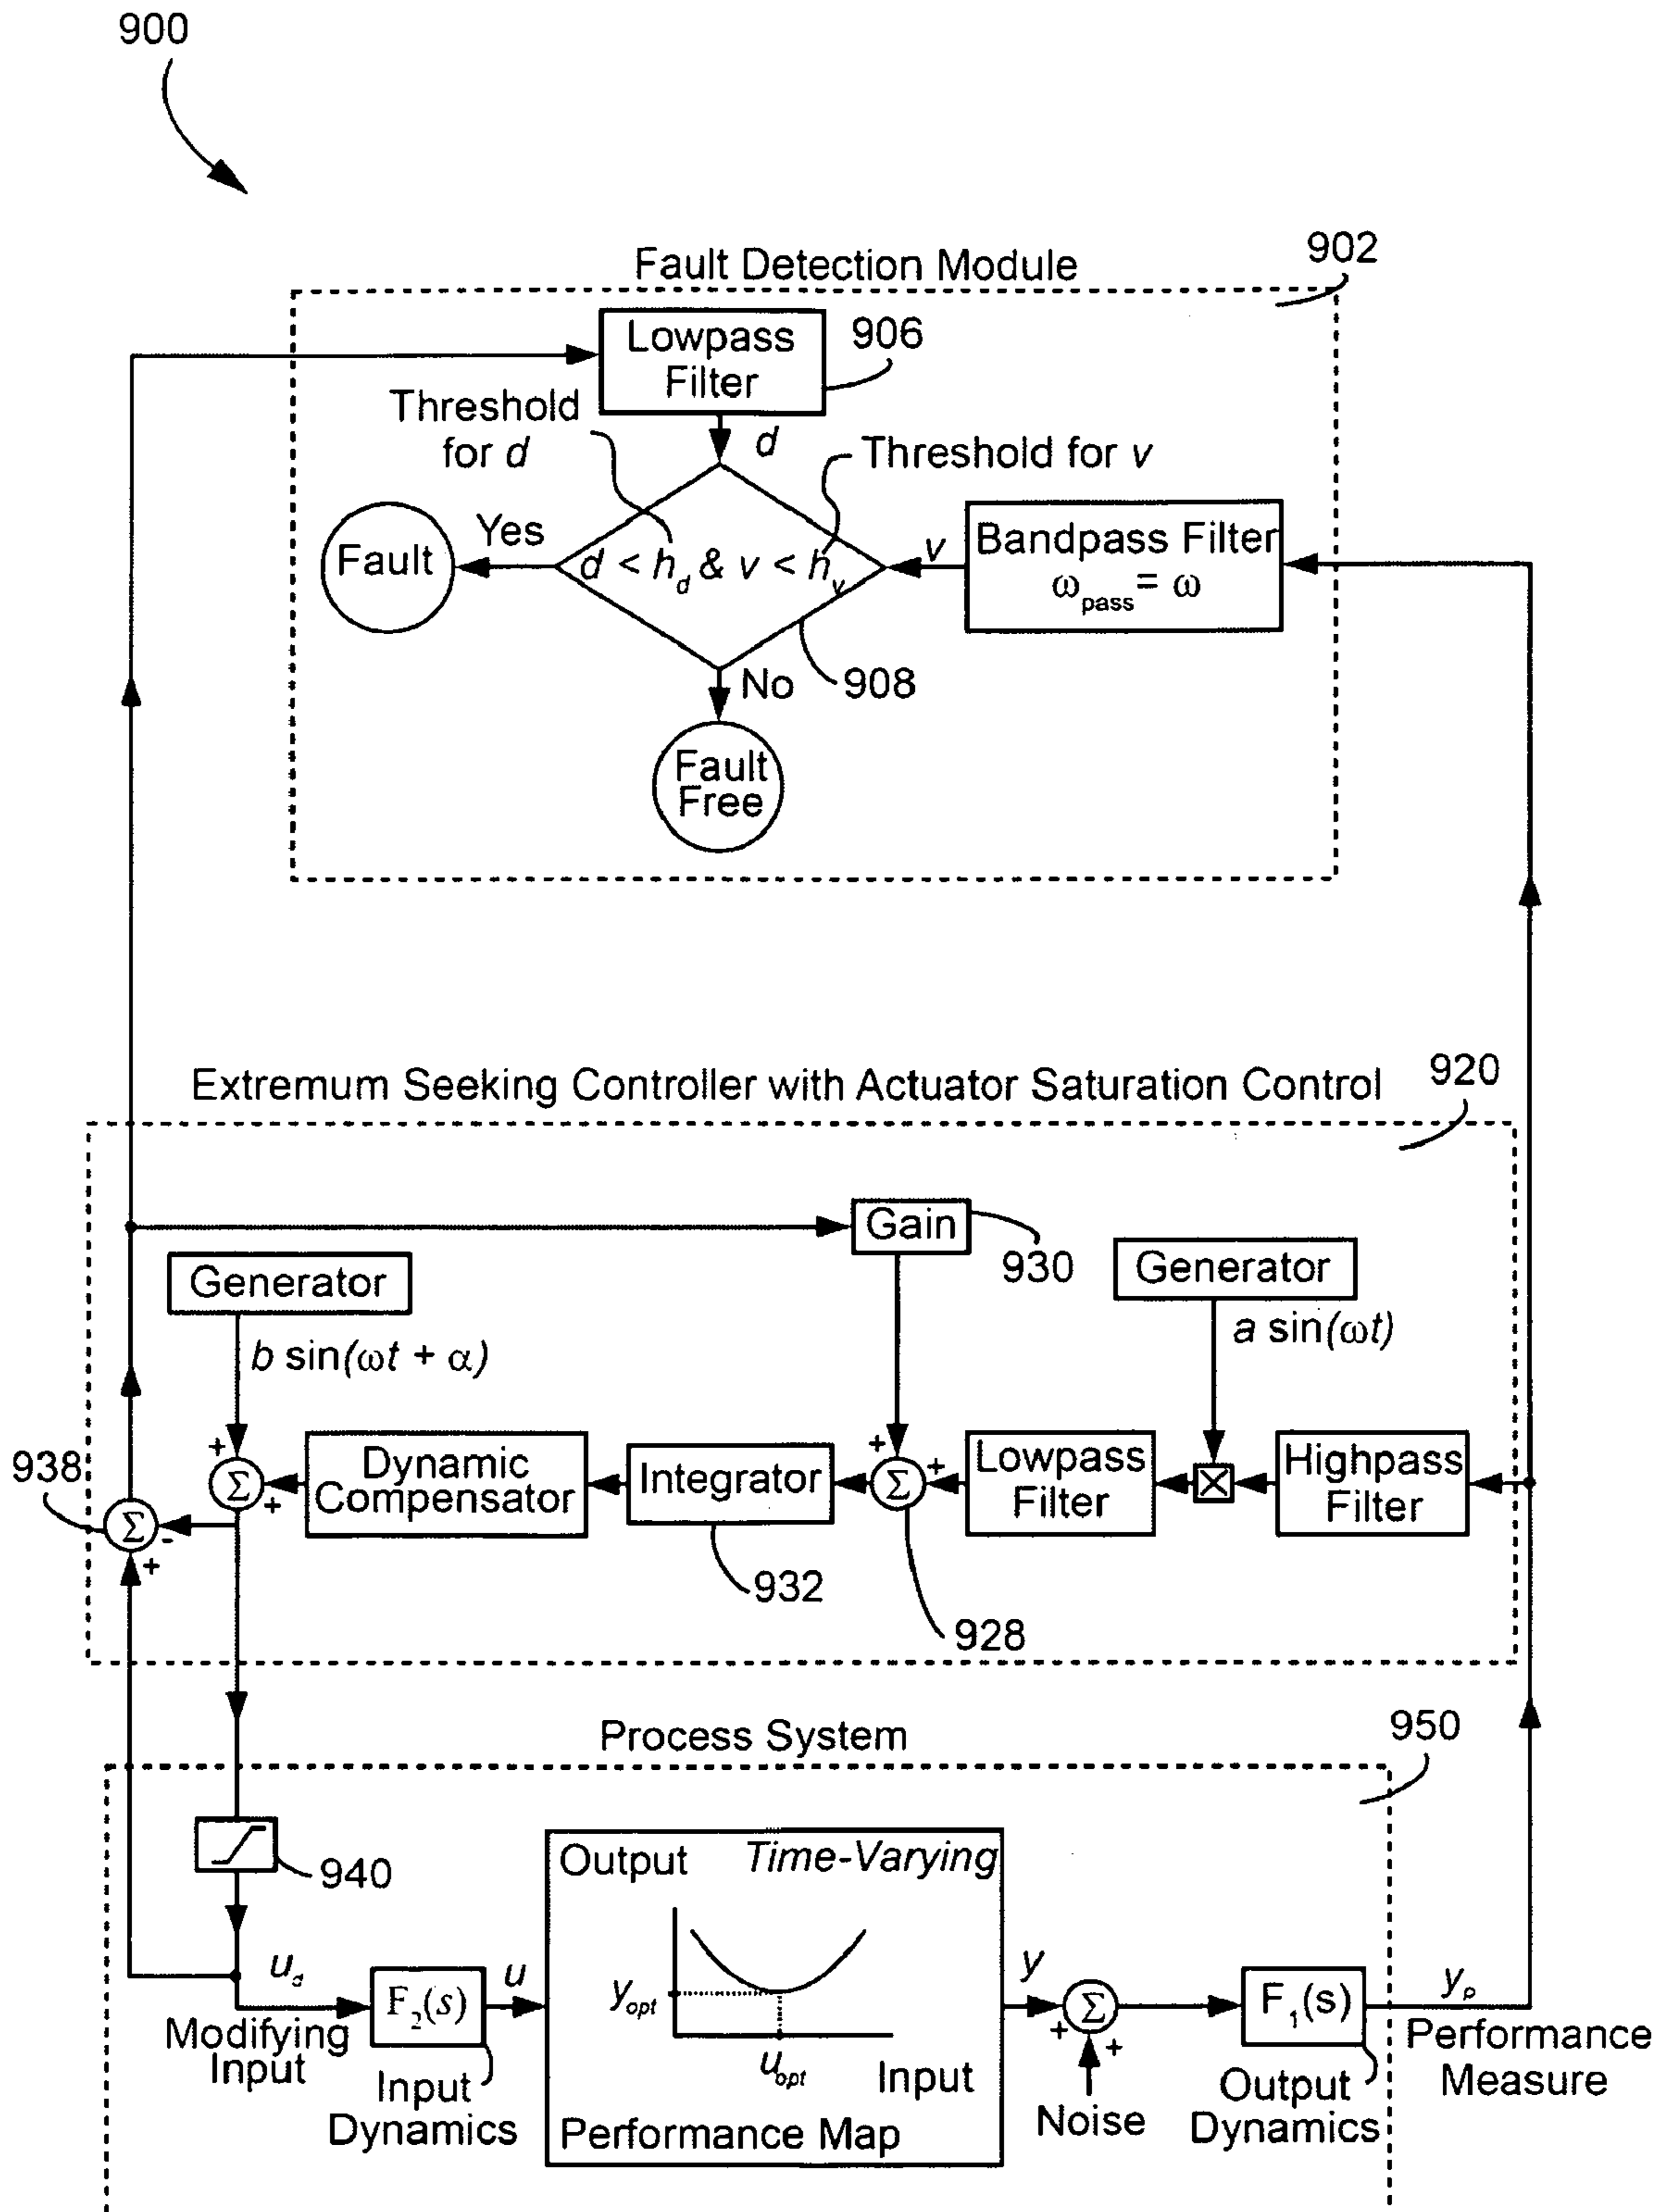 900
Fault Detection Module
902
Lowpass
Filter
906
Threshold
for d
d
Threshold for v
Fault
Yes
d < h_d & v < h_v
v
Bandpass Filter
ω_pass = ω
No
908
Fault
Free
Extremum Seeking Controller with Actuator Saturation Control
920
Gain
930
Generator
Generator
b sin(ωt + α)
a sin(ωt)
938
+
+
Σ
Dynamic
Compensator
Integrator
+
+
Σ
Lowpass
Filter
X
Highpass
Filter
Σ
-
+
932
928
Process System
950
940
Output
Time-Varying
y_opt
u_opt
Input
Performance Map
u_d
Modifying
Input
F_2(s)
u
Input
Dynamics
y
Σ
+
+
Noise
F_1(s)
Output
Dynamics
y_p
Performance
Measure